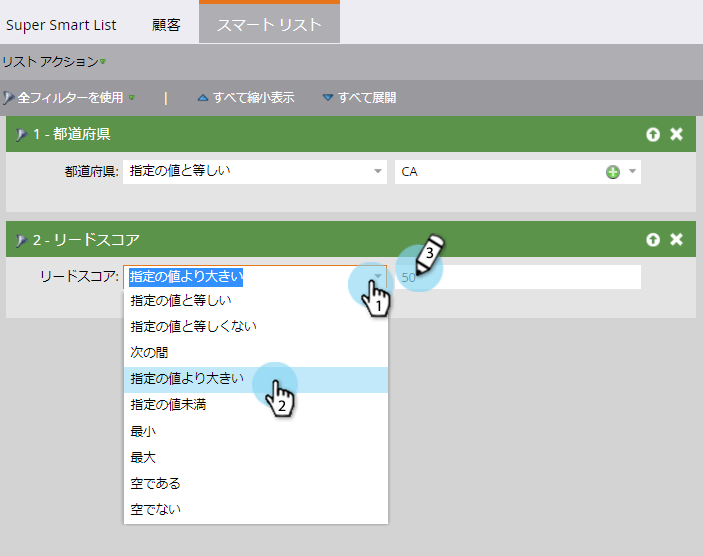 Super Smart List 顧客 スマート リスト
リスト アクション
全フィルターを使用 | すべて縮小表示 すべて展開
1 - 都道府県
都道府県: 指定の値と等しい CA
2 - リードスコア
リードスコア: 指定の値より大きい 50
3
1
指定の値と等しい
指定の値と等しくない
次の間
指定の値より大きい
2
指定の値未満
最小
最大
空である
空でない